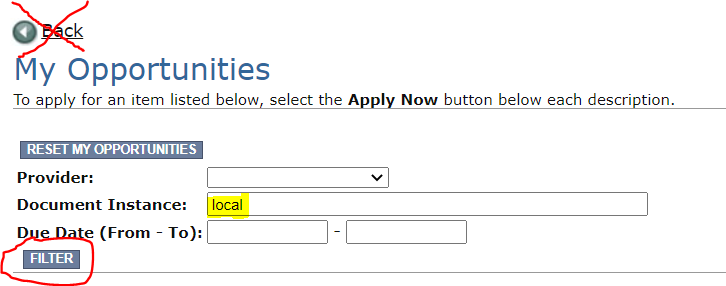 Back
My Opportunities
To apply for an item listed below, select the Apply Now button below each description.
RESET MY OPPORTUNITIES
Provider:
Document Instance: local
Due Date (From - To): -
FILTER